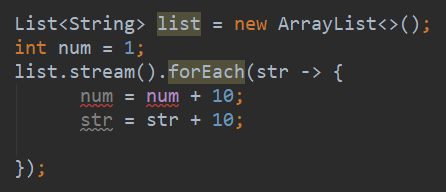 List<String> list = new ArrayList<>();
int num = 1;
list.stream().forEach(str -> {
num = num + 10;
str = str + 10;
});